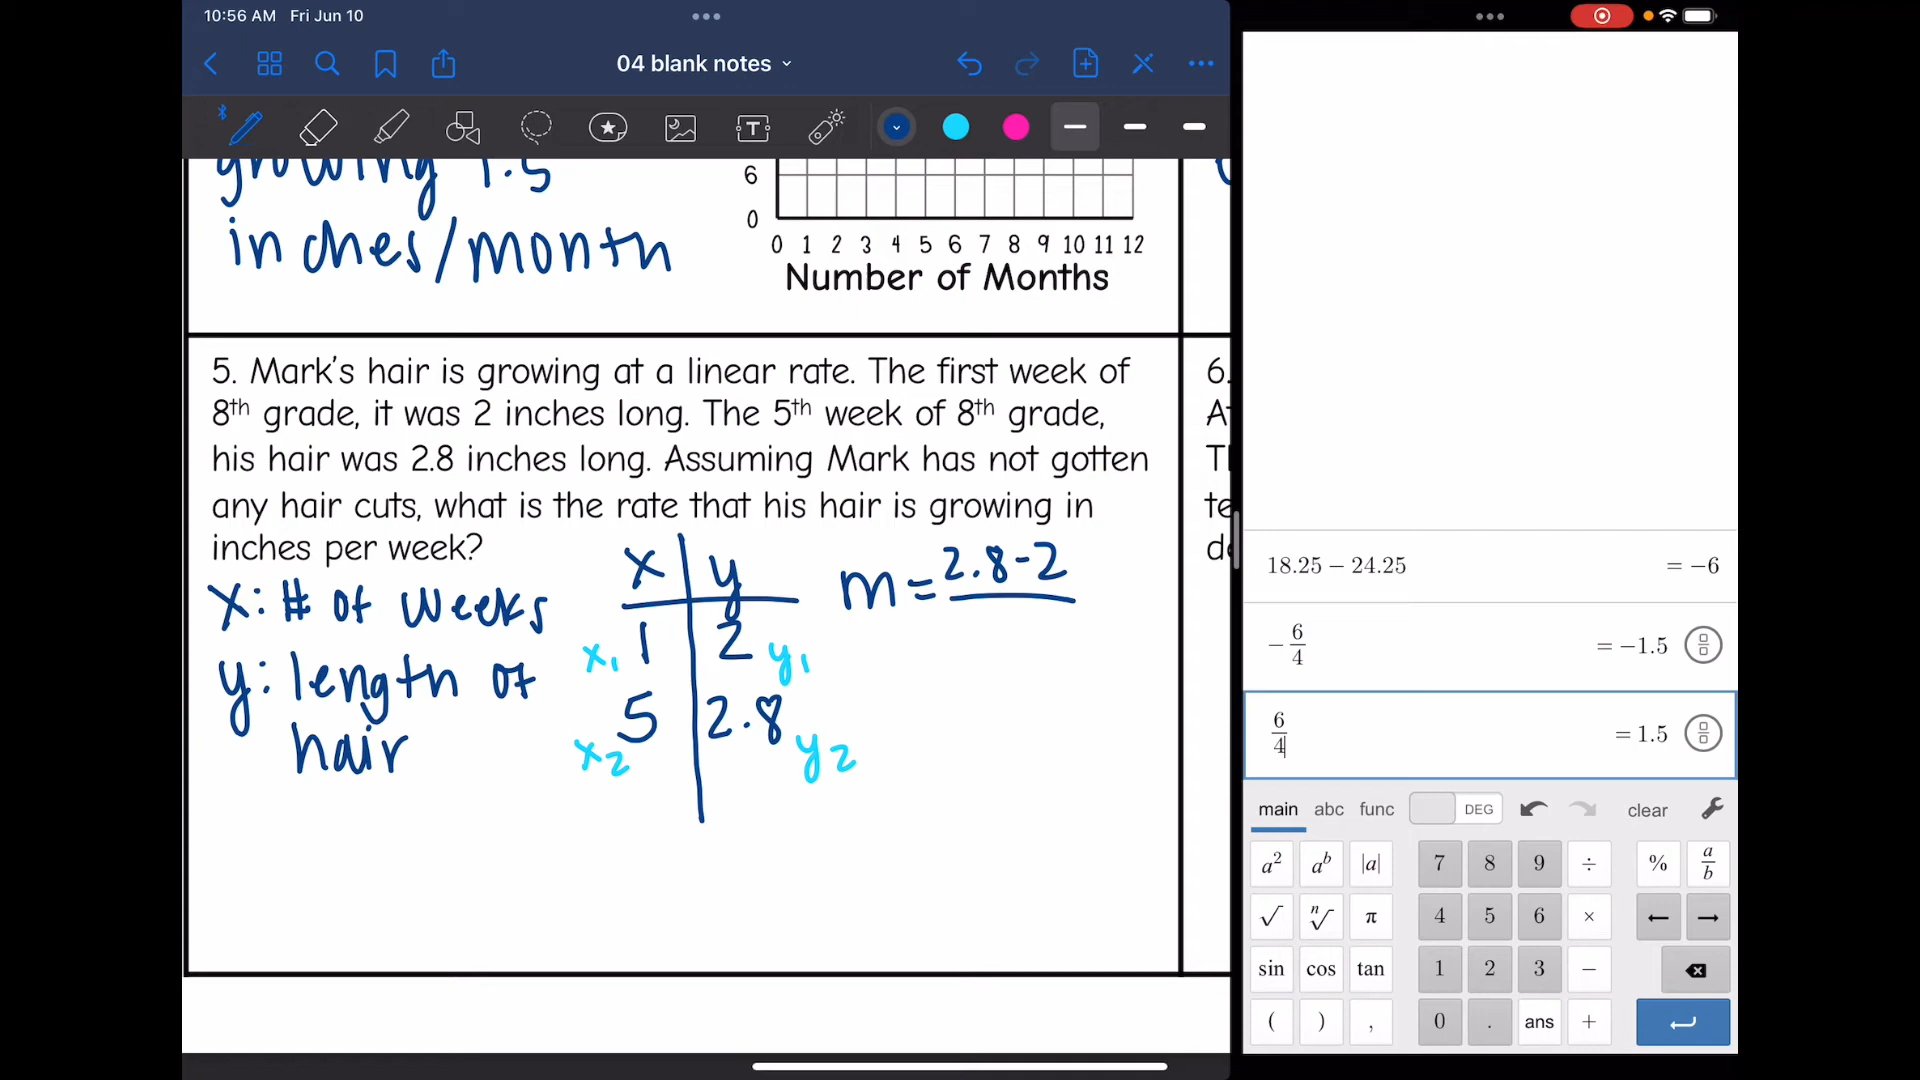 10:56 AM Fri Jun 10
04 blank notes
growing 1.5
inches/month
6
0
0 1 2 3 4 5 6 7 8 9 10 11 12
Number of Months
5. Mark's hair is growing at a linear rate. The first week of
8th grade, it was 2 inches long. The 5th week of 8th grade,
his hair was 2.8 inches long. Assuming Mark has not gotten
any hair cuts, what is the rate that his hair is growing in
inches per week?
x: # of weeks
y: length of
hair
x y
1 2
x1 y1
5 2.8
x2 y2
m = 2.8-2
6.
te
18.25 − 24.25 = −6
− 6/4 = −1.5
6/4 = 1.5
main abc func DEG clear
a² aᵇ |a| 7 8 9 ÷ % a/b
√ ⁿ√ π 4 5 6 × ← →
sin cos tan 1 2 3 −
( ) , 0 . ans +